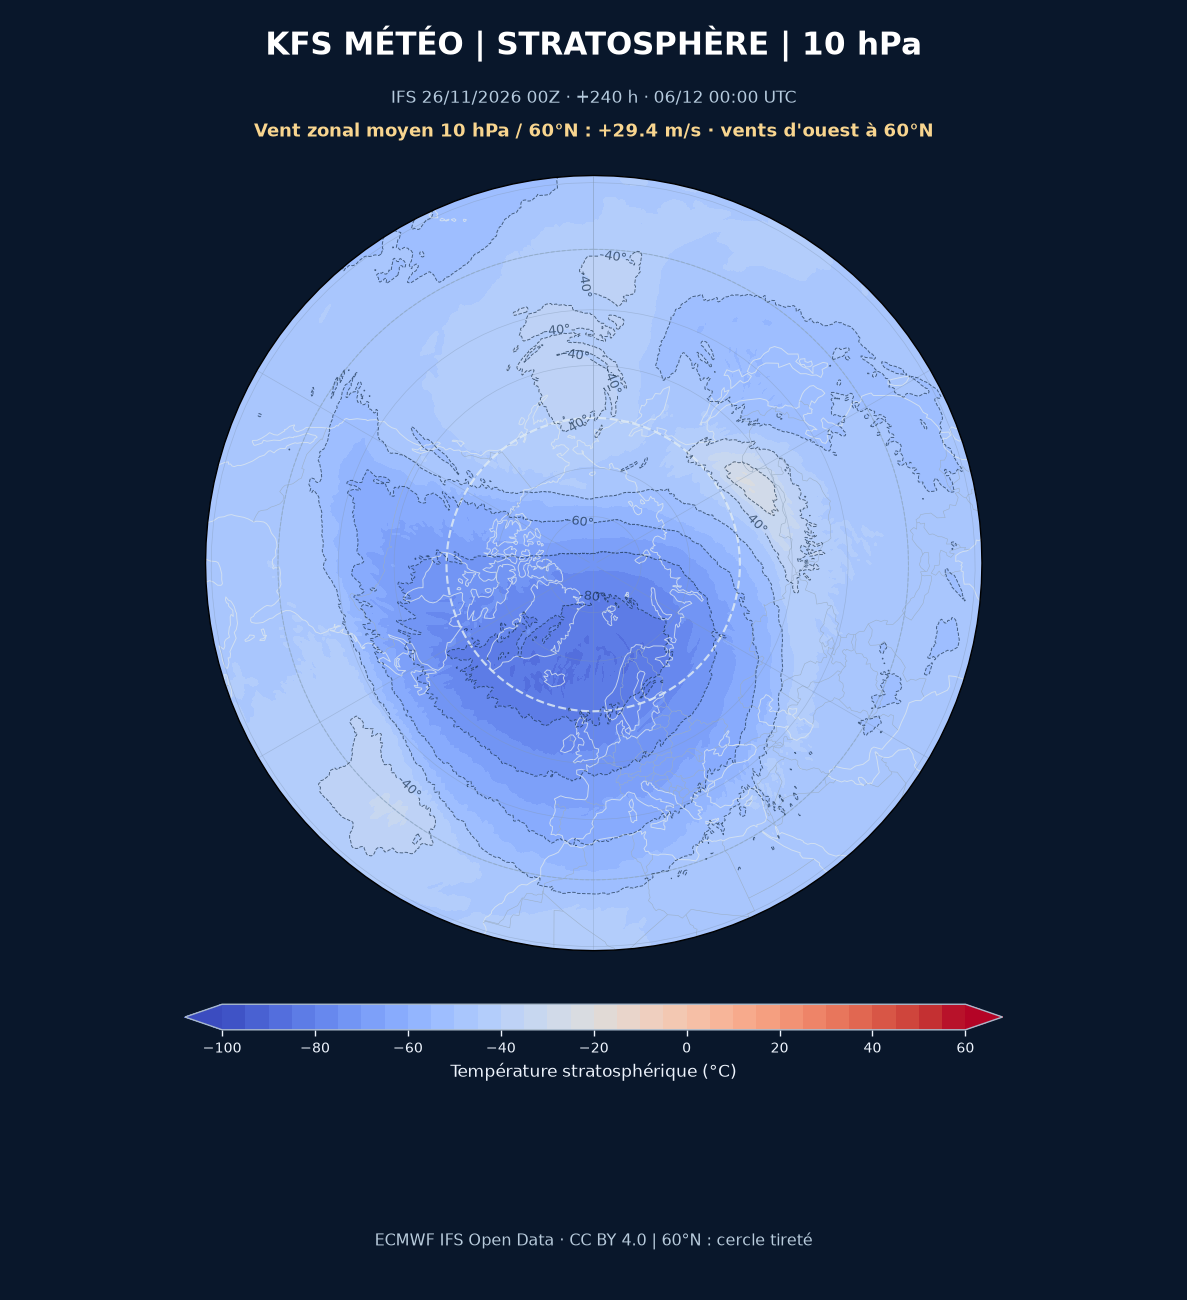 KFS MÉTÉO | STRATOSPHÈRE | 10 hPa
IFS 26/11/2026 00Z · +240 h · 06/12 00:00 UTC
Vent zonal moyen 10 hPa / 60°N : +29.4 m/s · vents d'ouest à 60°N
-40°
-40°
-40°
-40°
-40°
-40°
-60°
-40°
-80°
-40°
−100 −80 −60 −40 −20 0 20 40 60
Température stratosphérique (°C)
ECMWF IFS Open Data · CC BY 4.0 | 60°N : cercle tireté